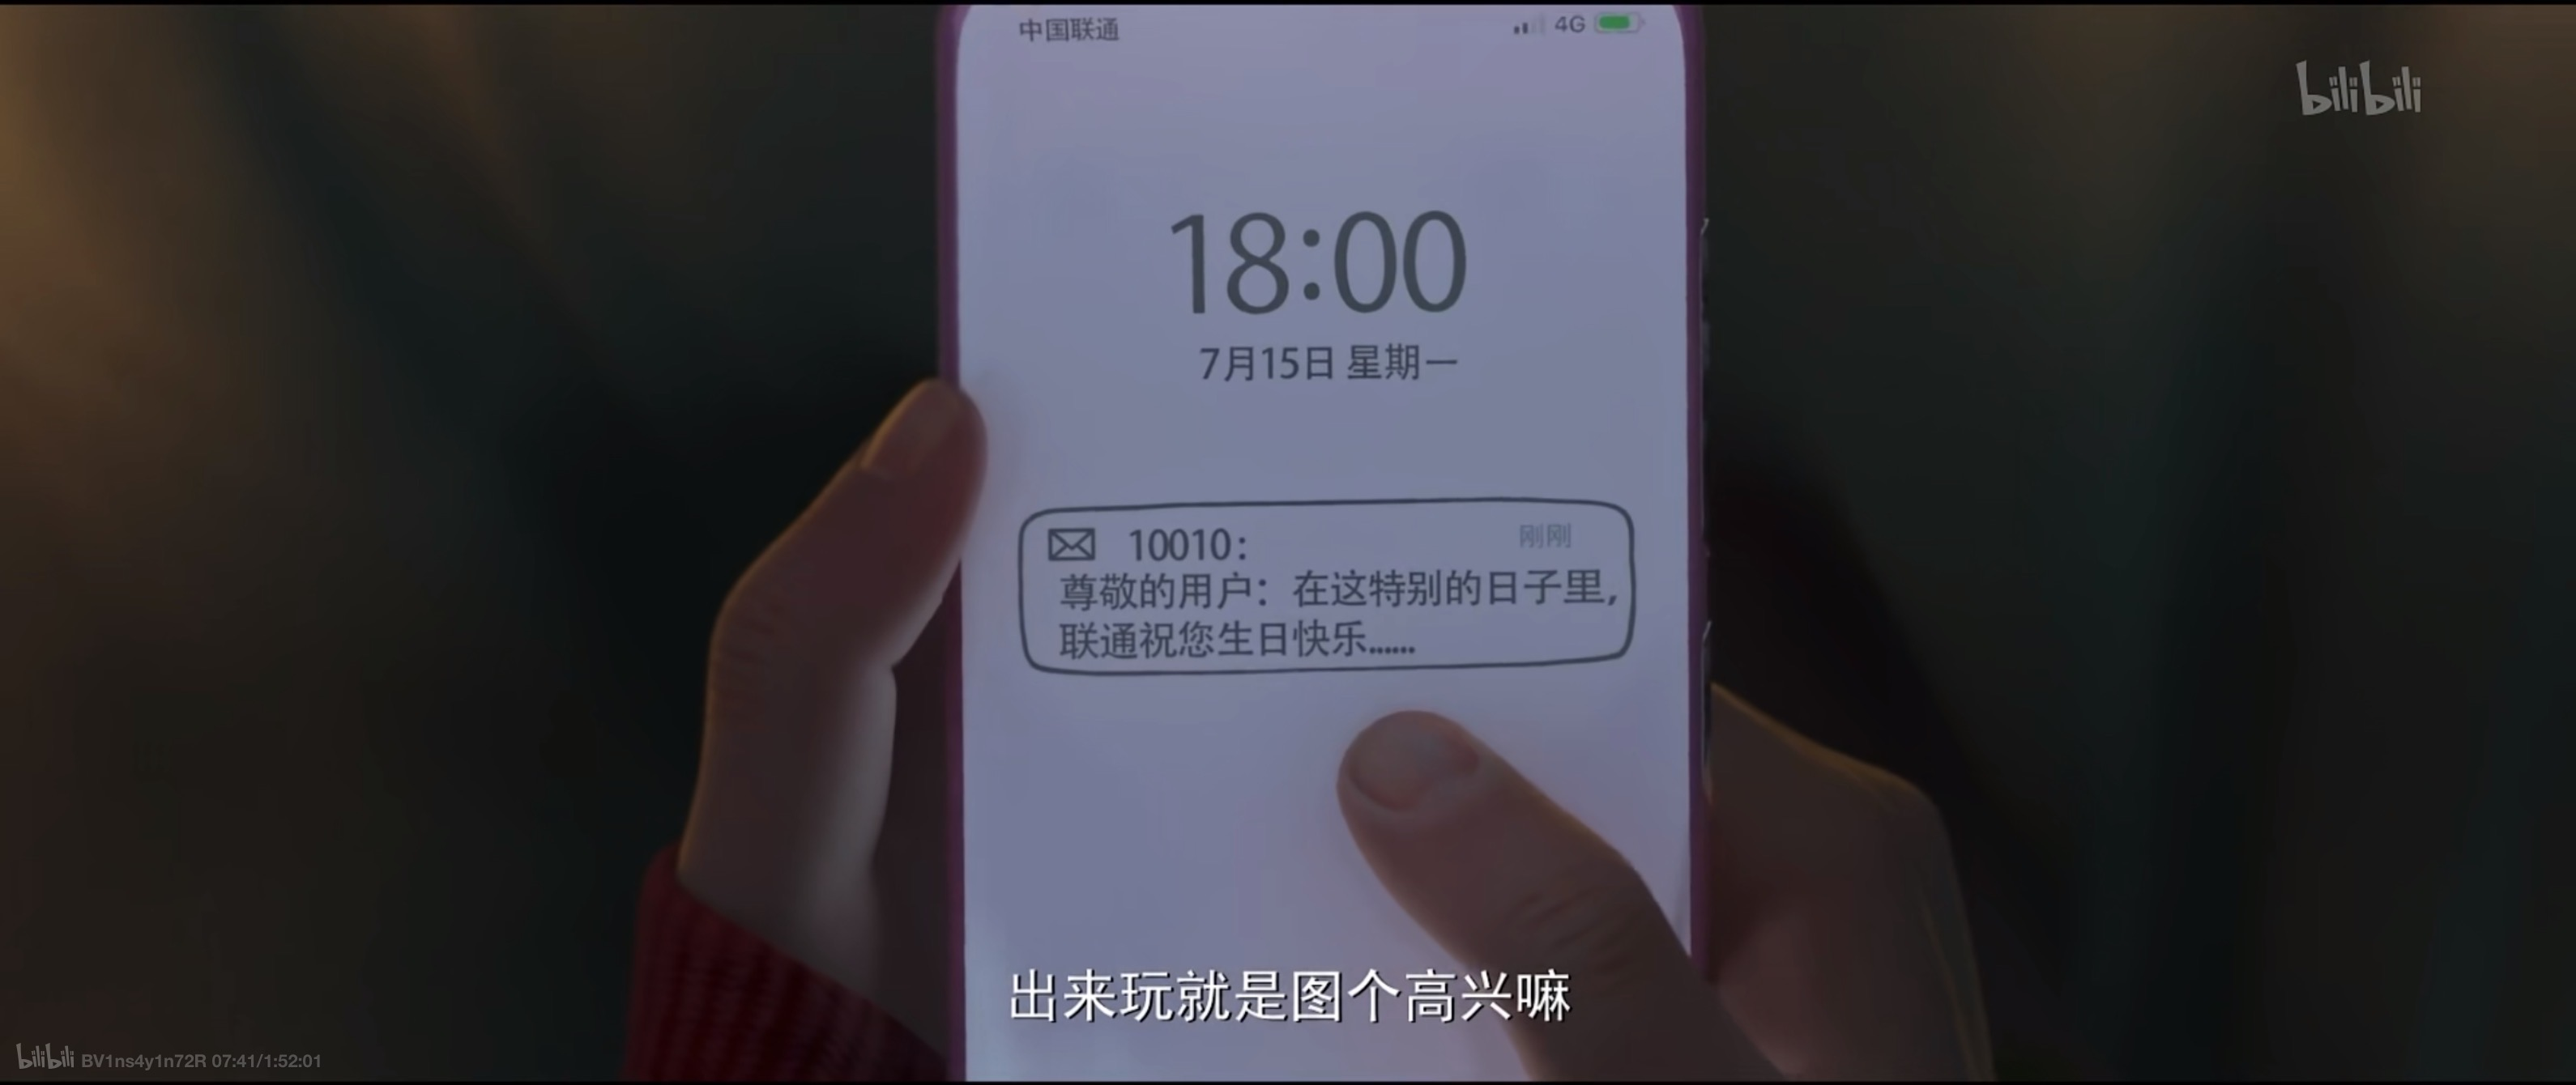 中国联通
4G
bilibili
18:00
7月15日 星期一
10010：
刚刚
尊敬的用户：在这特别的日子里，
联通祝您生日快乐......
出来玩就是图个高兴嘛
bilibili BV1ns4y1n72R 07:41/1:52:01